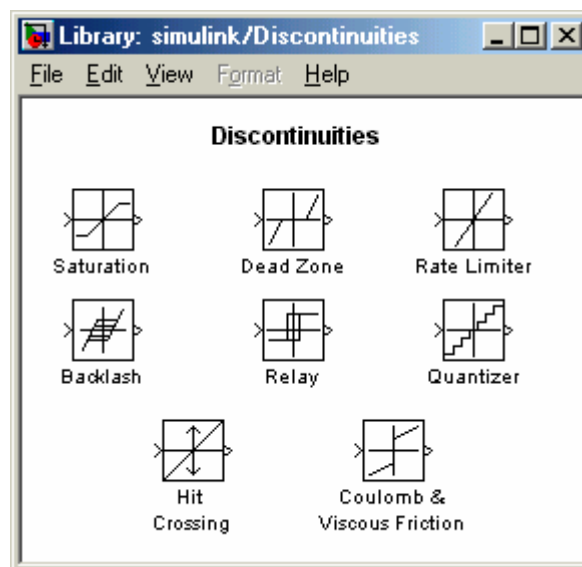 Library: simulink/Discontinuities
File Edit View Format Help
Discontinuities
Saturation Dead Zone Rate Limiter
Backlash Relay Quantizer
Hit Crossing
Coulomb & Viscous Friction